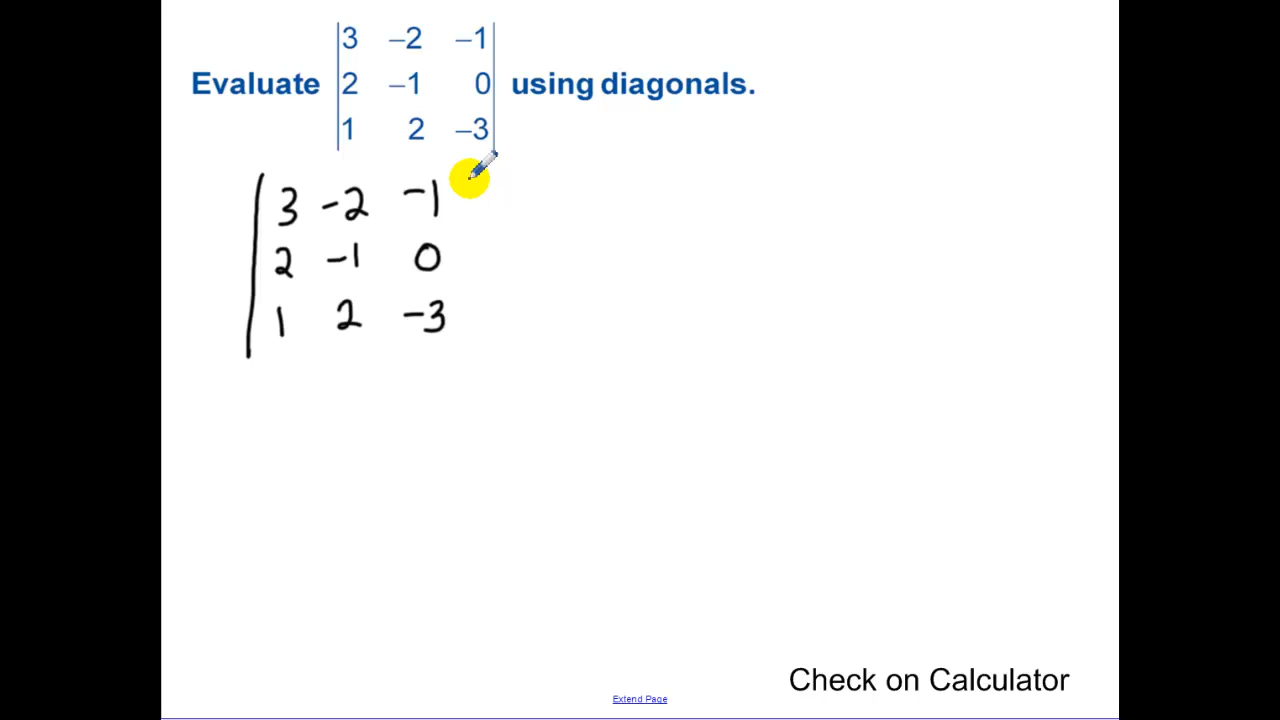 3 –2 –1
Evaluate 2 –1 0 using diagonals.
1 2 –3
3 -2 -1
2 -1 0
1 2 -3
Check on Calculator
Extend Page